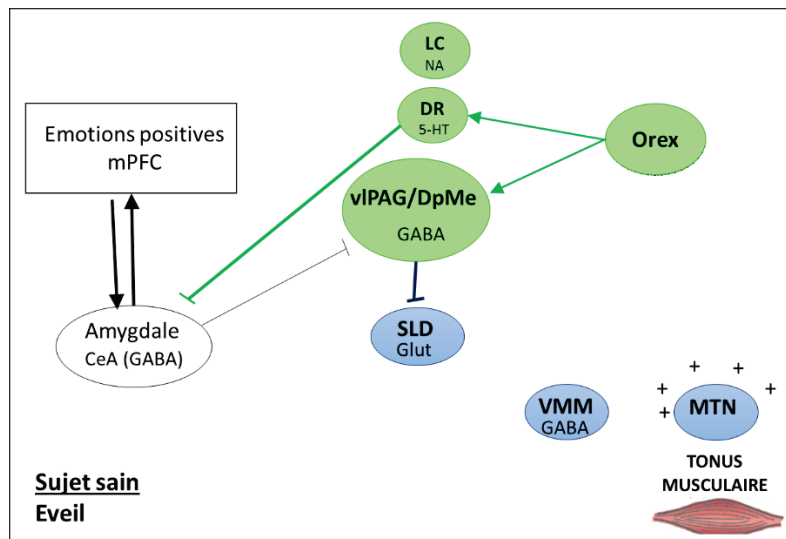 LC
NA
DR
5-HT
Orex
Emotions positives
mPFC
vlPAG/DpMe
GABA
Amygdale
CeA (GABA)
SLD
Glut
+ + + + +
VMM
GABA
MTN
TONUS
MUSCULAIRE
Sujet sain
Eveil